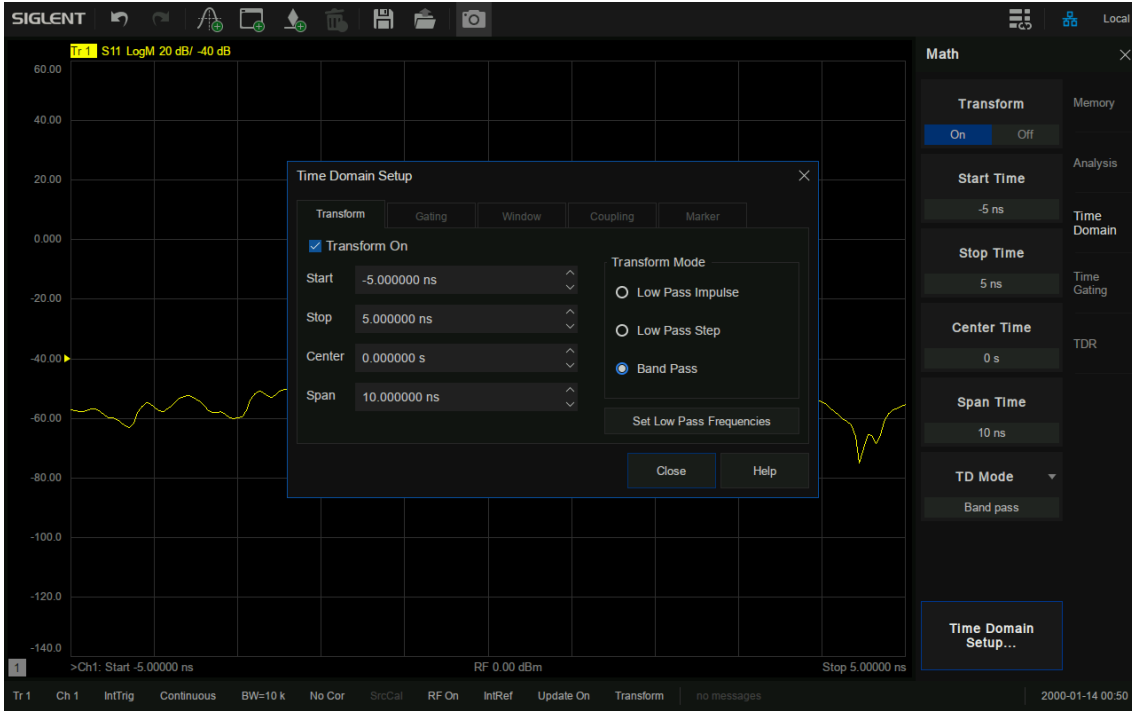 SIGLENT
Local
Tr 1 S11 LogM 20 dB/ -40 dB
60.00
40.00
20.00
0.000
-20.00
-40.00
-60.00
-80.00
-100.0
-120.0
-140.0
1
>Ch1: Start -5.00000 ns
RF 0.00 dBm
Stop 5.00000 ns
Time Domain Setup
Transform
Gating
Window
Coupling
Marker
Transform On
Start
-5.000000 ns
Stop
5.000000 ns
Center
0.000000 s
Span
10.000000 ns
Transform Mode
Low Pass Impulse
Low Pass Step
Band Pass
Set Low Pass Frequencies
Close
Help
Math
Transform
On
Off
Start Time
-5 ns
Stop Time
5 ns
Center Time
0 s
Span Time
10 ns
TD Mode
Band pass
Time Domain
Setup...
Memory
Analysis
Time
Domain
Time
Gating
TDR
Tr 1
Ch 1
IntTrig
Continuous
BW=10 k
No Cor
SrcCal
RF On
IntRef
Update On
Transform
no messages
2000-01-14 00:50